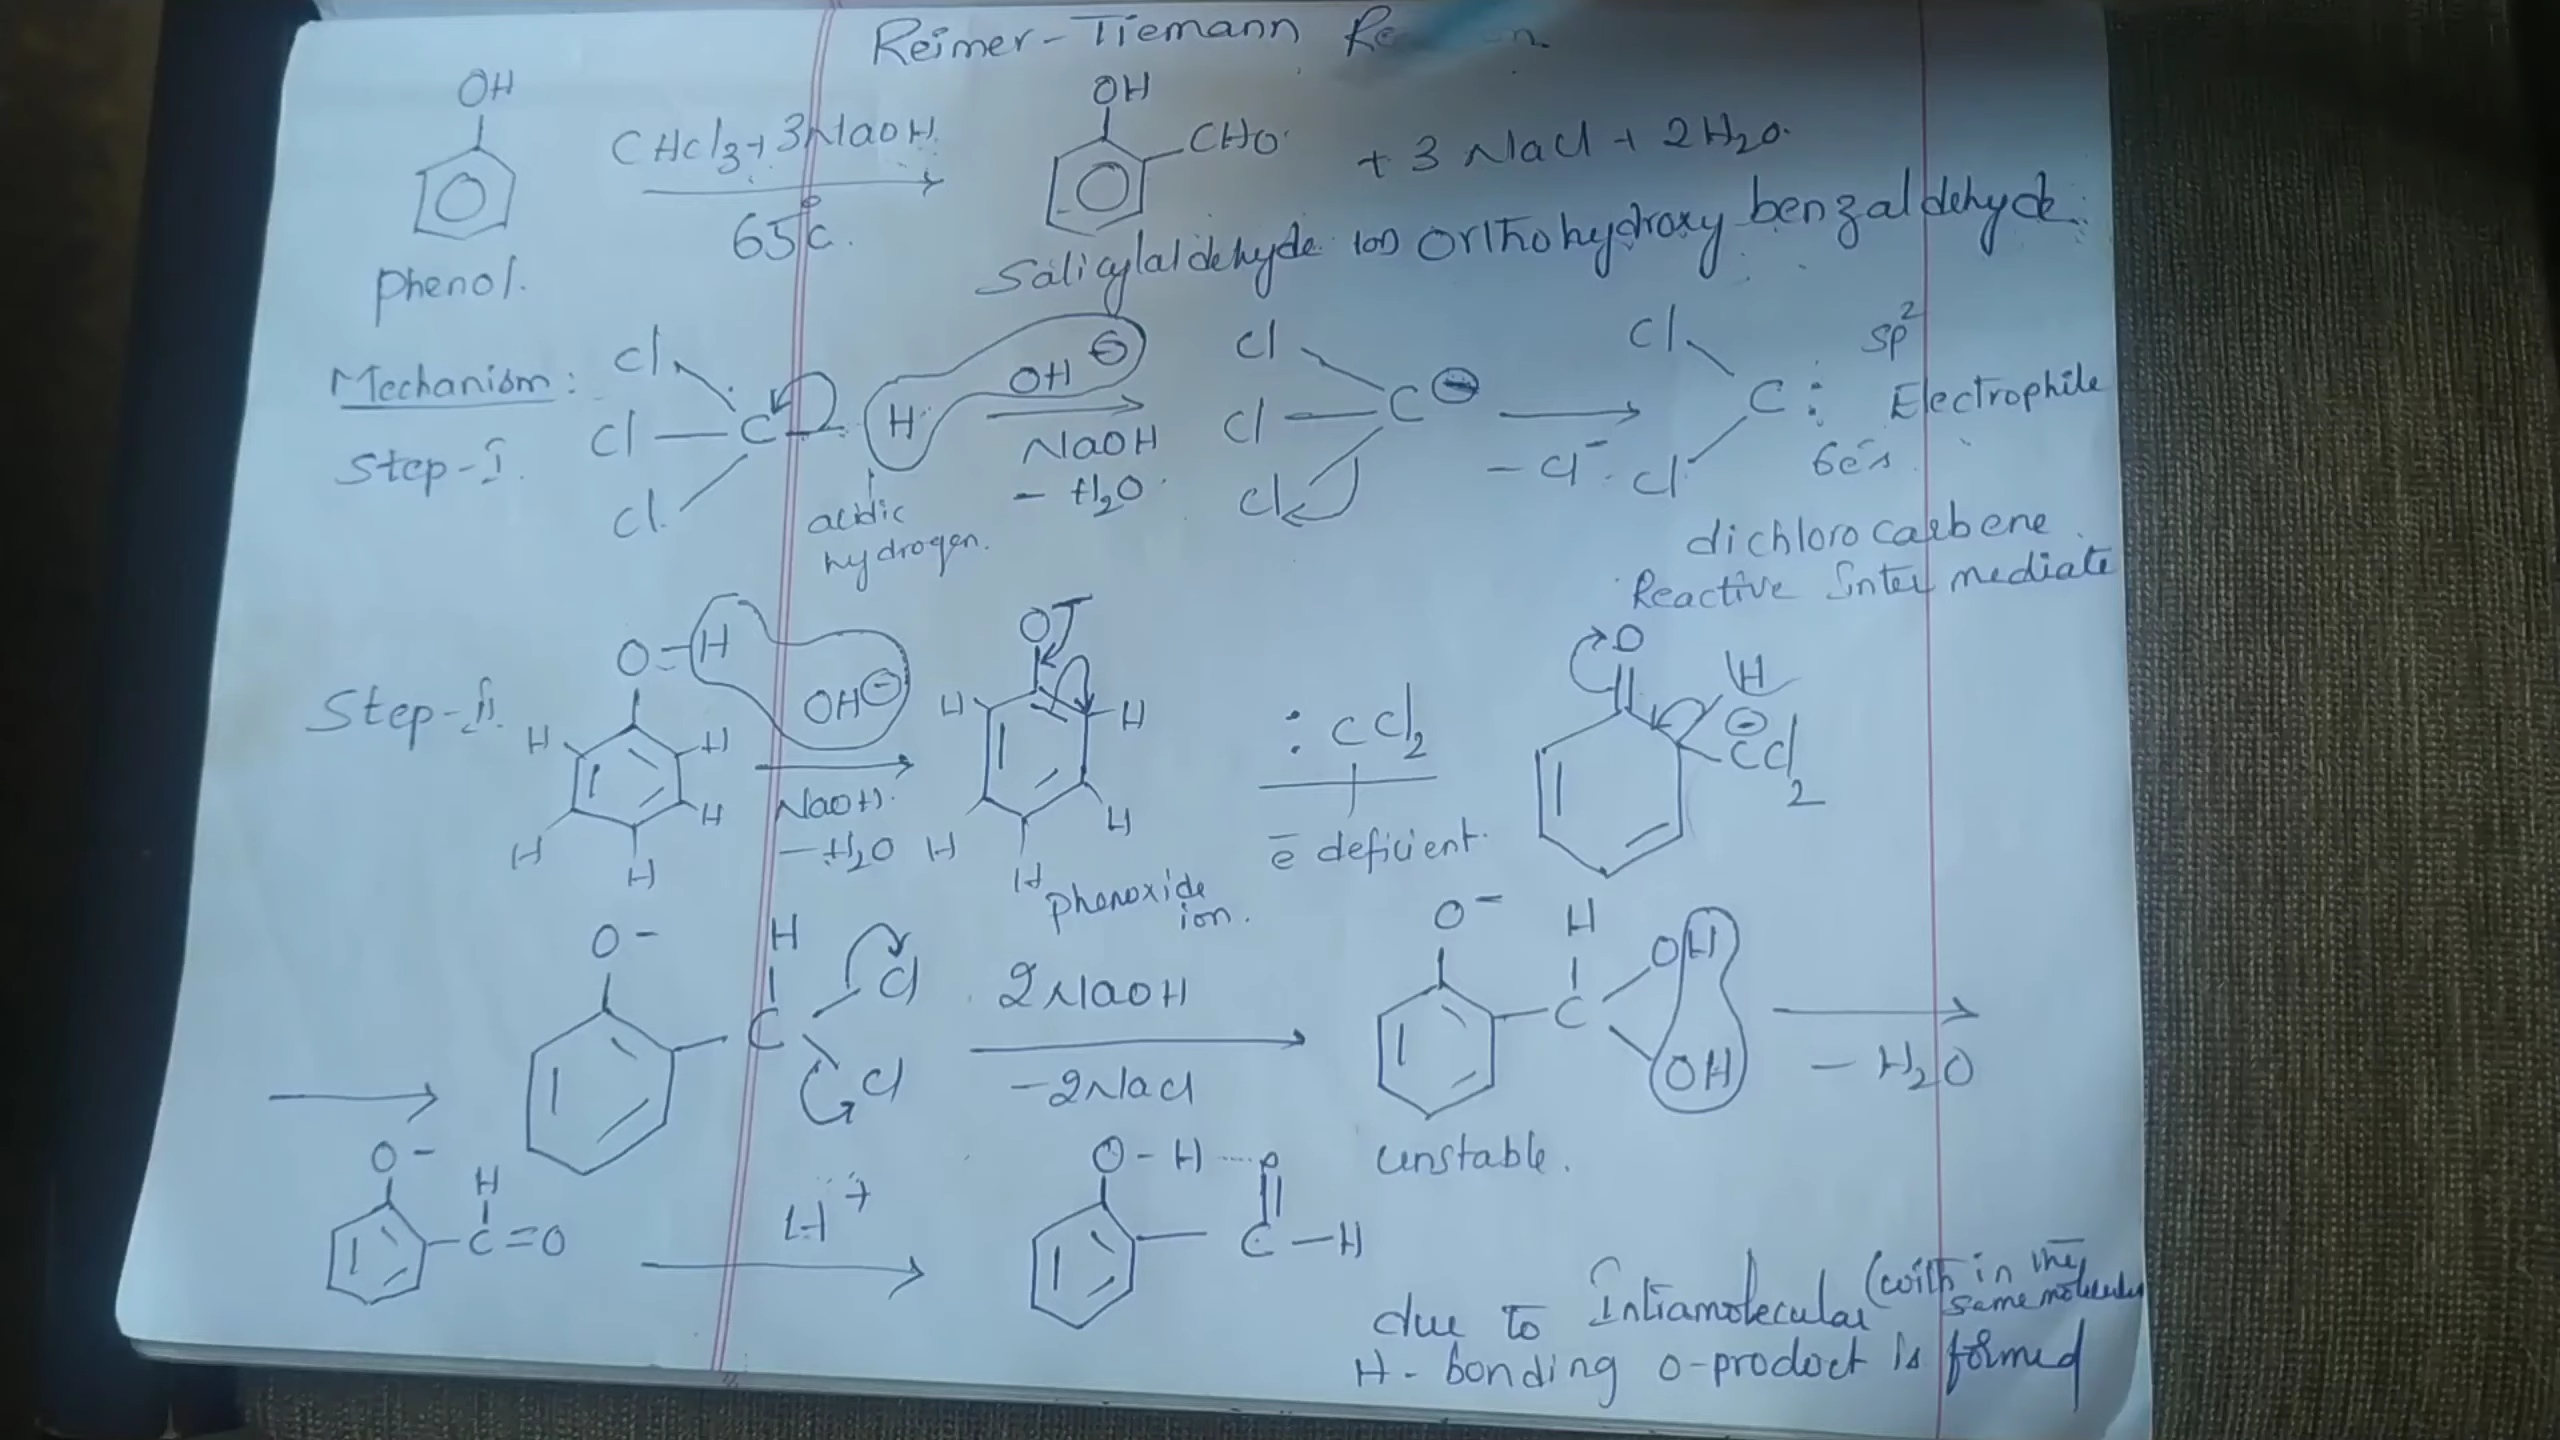 Reimer-Tiemann
OH
CHCl3+3NaOH
65°C.
OH
CHO
+ 3 NaCl + 2H2O.
Phenol.
Salicylaldehyde (or) Orthohydroxy benzaldehyde
Mechanism:
Step-I.
Cl
Cl
Cl
C
H
acidic
hydrogen.
OH ⊖
NaOH
- H2O
Cl
Cl
Cl
C ⊖
- Cl-
Cl
Cl
C :
sp2
Electrophile
6e-s
dichloro carbene
Reactive Intermediate
Step-II.
O-H
H
H
H
H
H
OH⊖
NaOH.
- H2O
O-
H
H
H
H
H
phenoxide
ion.
: CCl2
e- deficient.
O
H
⊖
CCl2
O-
H
C
Cl
Cl
2NaOH
-2NaCl
O-
H
C
OH
OH
- H2O
unstable.
O-
H
C=O
H+
O-H....O
C-H
due to Intramolecular (with in the
same molecule
H-bonding o-product is formed